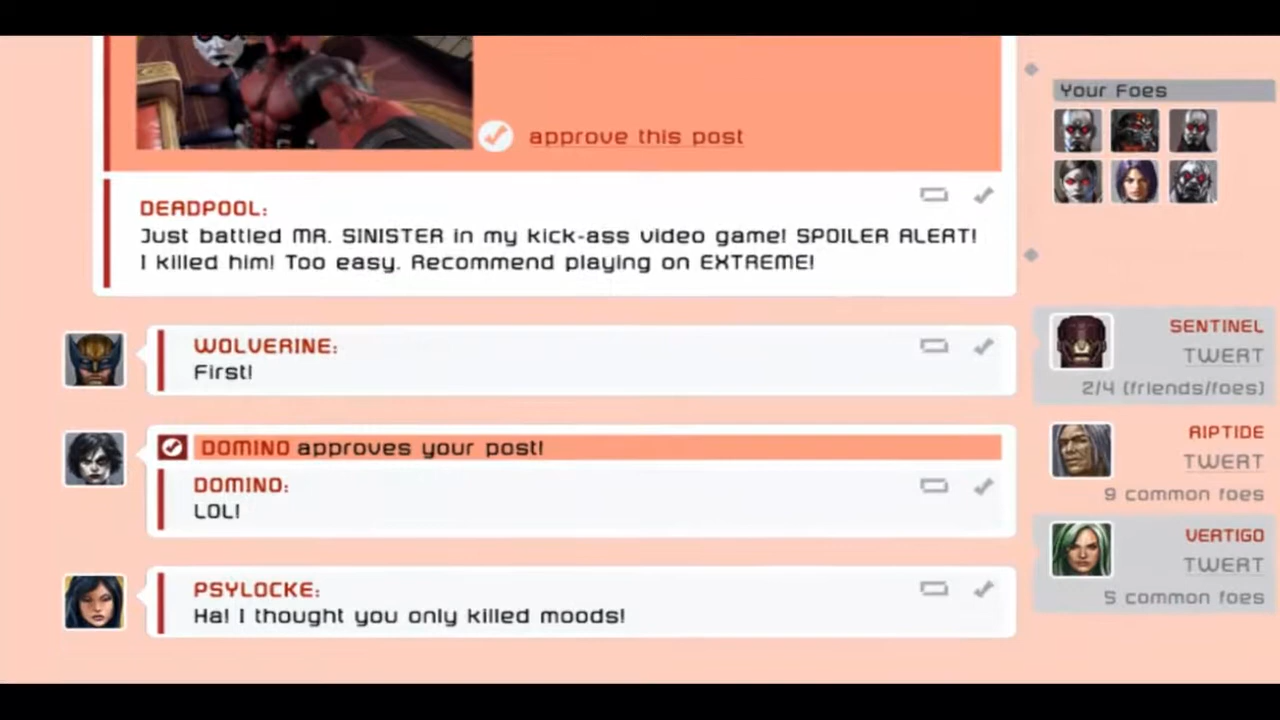 approve this post
Your Foes
DEADPOOL:
Just battled MR. SINISTER in my kick-ass video game! SPOILER ALERT!
I killed him! Too easy. Recommend playing on EXTREME!
WOLVERINE:
First!
DOMINO approves your post!
DOMINO:
LOL!
PSYLOCKE:
Ha! I thought you only killed moods!
SENTINEL
TWERT
2/4 (friends/foes)
RIPTIDE
TWERT
9 common foes
VERTIGO
TWERT
5 common foes